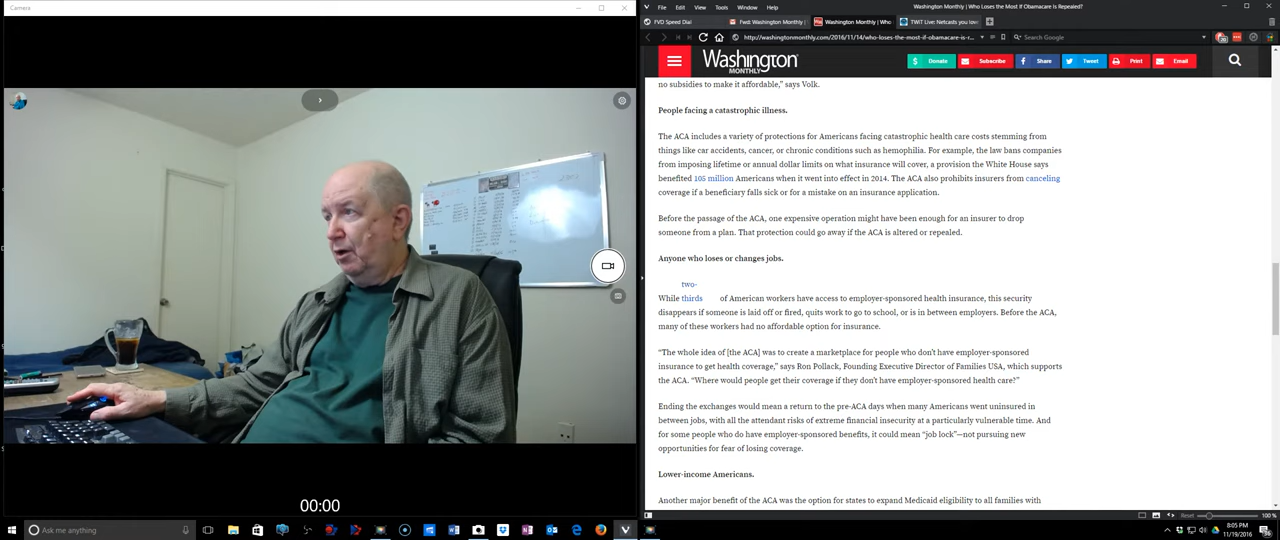 Camera
00:00
Washington Monthly | Who Loses the Most If Obamacare Is Repealed?
File Edit View Tools Help
FVD Speed Dial
Fwd: Washington Monthly |
Washington Monthly | Who
TWiT Live: Netcasts you lov
http://washingtonmonthly.com/2016/11/14/who-loses-the-most-if-obamacare-is-r...
Search Google
Washington
MONTHLY
$ Donate
Subscribe
f Share
Tweet
Print
Email
no subsidies to make it affordable,” says Volk.
People facing a catastrophic illness.
The ACA includes a variety of protections for Americans facing catastrophic health care costs stemming from
things like car accidents, cancer, or chronic conditions such as hemophilia. For example, the law bans companies
from imposing lifetime or annual dollar limits on what insurance will cover, a provision the White House says
benefited 105 million Americans when it went into effect in 2014. The ACA also prohibits insurers from canceling
coverage if a beneficiary falls sick or for a mistake on an insurance application.
Before the passage of the ACA, one expensive operation might have been enough for an insurer to drop
someone from a plan. That protection could go away if the ACA is altered or repealed.
Anyone who loses or changes jobs.
two-
While thirds of American workers have access to employer-sponsored health insurance, this security
disappears if someone is laid off or fired, quits work to go to school, or is in between employers. Before the ACA,
many of these workers had no affordable option for insurance.
“The whole idea of [the ACA] was to create a marketplace for people who don’t have employer-sponsored
insurance to get health coverage,” says Ron Pollack, Founding Executive Director of Families USA, which supports
the ACA. “Where would people get their coverage if they don’t have employer-sponsored health care?”
Ending the exchanges would mean a return to the pre-ACA days when many Americans went uninsured in
between jobs, with all the attendant risks of extreme financial insecurity at a particularly vulnerable time. And
for some people who do have employer-sponsored benefits, it could mean “job lock”—not pursuing new
opportunities for fear of losing coverage.
Lower-income Americans.
Another major benefit of the ACA was the option for states to expand Medicaid eligibility to all families with
Reset
100 %
Ask me anything
8:05 PM
11/19/2016